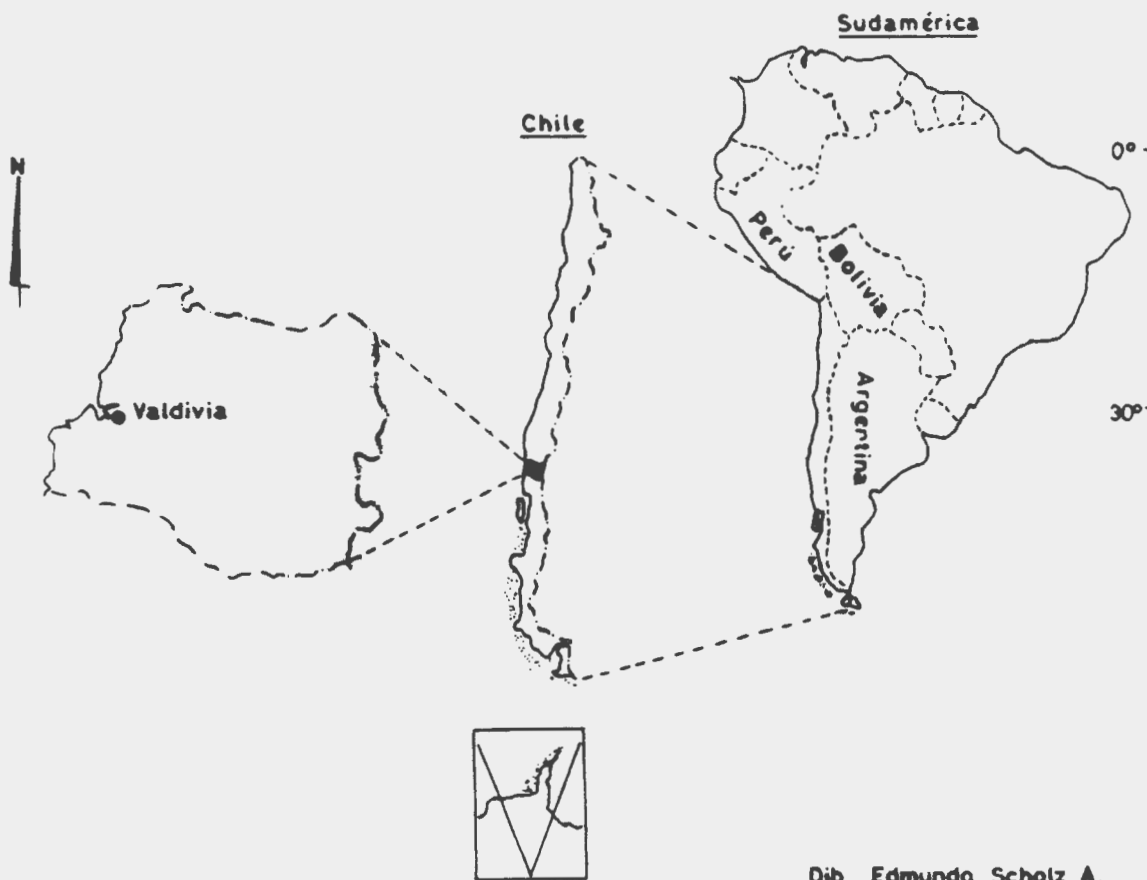 Sudamérica
Chile
N
0°
Perú
Bolivia
Valdivia
Argentina
30°
Dib. Edmundo Scholz A.